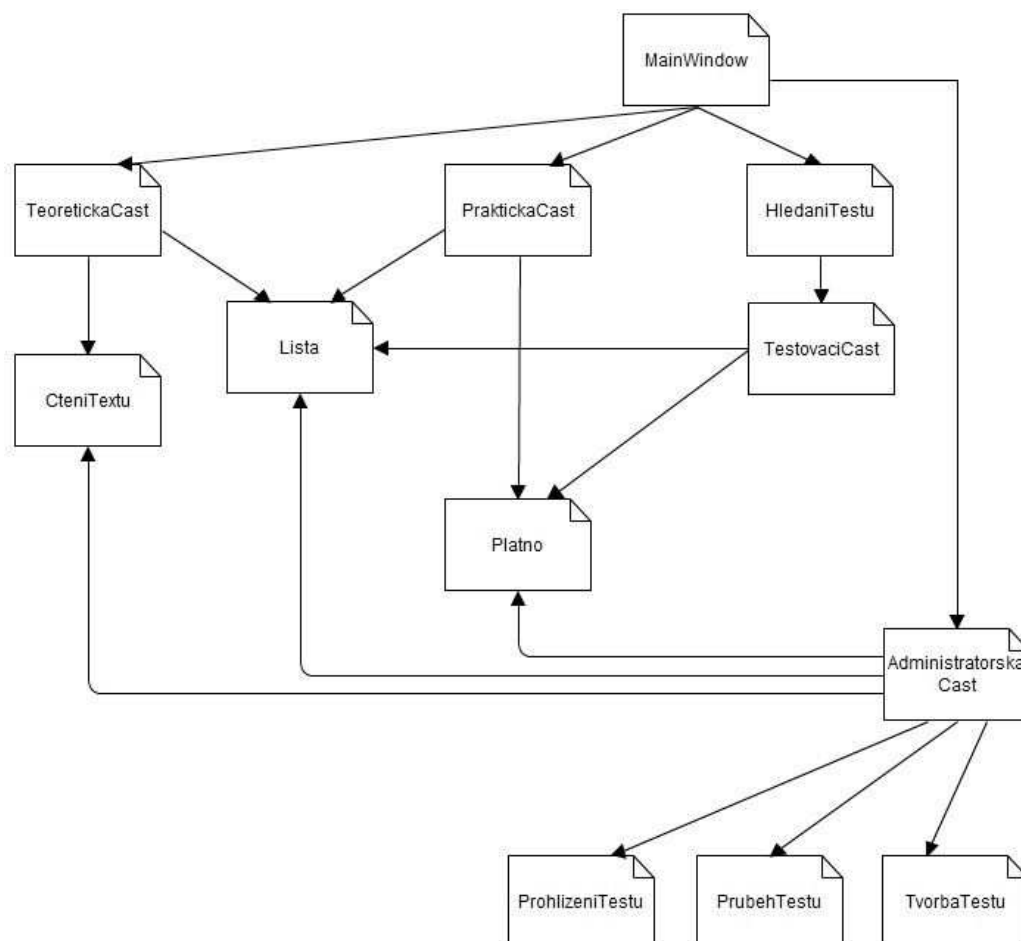 MainWindow
TeoretickaCast
PraktickaCast
HledaniTestu
Lista
TestovaciCast
CteniTextu
Platno
Administratorska
Cast
ProhlizeniTestu
PrubehTestu
TvorbaTestu